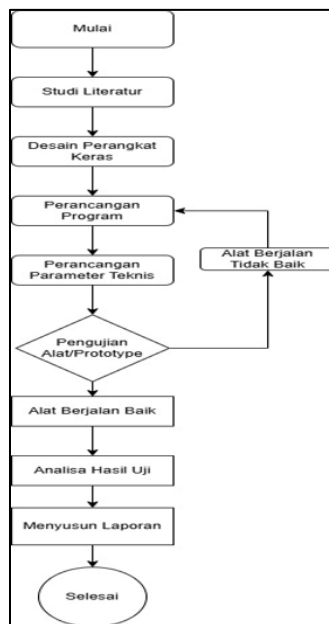 Mulai
Studi Literatur
Desain Perangkat
Keras
Perancangan
Program
Perancangan
Parameter Teknis
Alat Berjalan
Tidak Baik
Pengujian
Alat/Prototype
Alat Berjalan Baik
Analisa Hasil Uji
Menyusun Laporan
Selesai